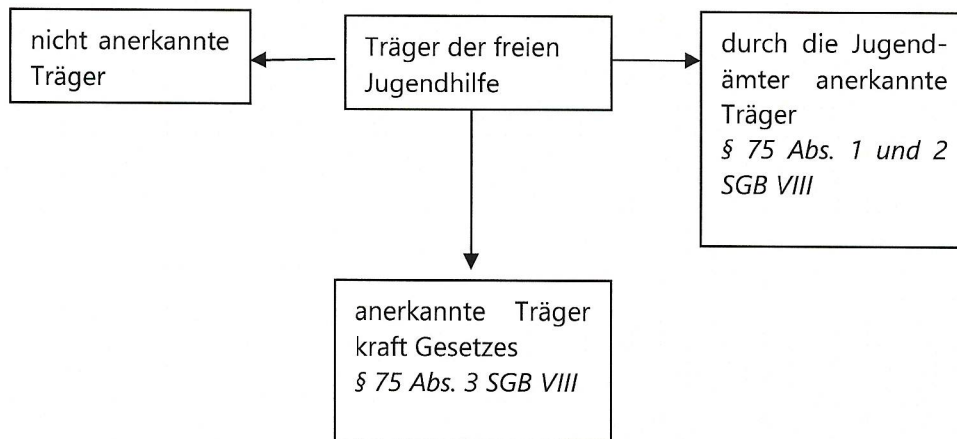 nicht anerkannte
Träger
Träger der freien
Jugendhilfe
durch die Jugend-
ämter anerkannte
Träger
§ 75 Abs. 1 und 2
SGB VIII
anerkannte Träger
kraft Gesetzes
§ 75 Abs. 3 SGB VIII